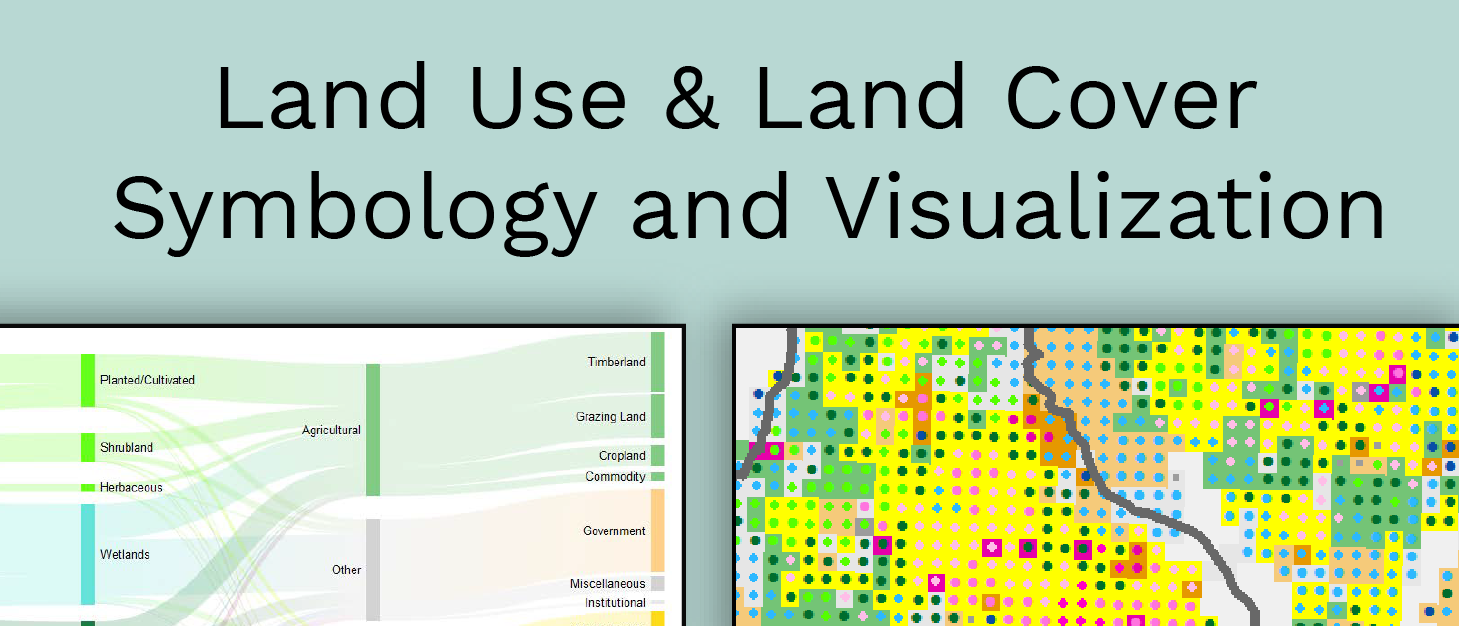 Land Use & Land Cover
Symbology and Visualization
Planted/Cultivated
Shrubland
Herbaceous
Wetlands
Agricultural
Other
Timberland
Grazing Land
Cropland
Commodity
Government
Miscellaneous
Institutional